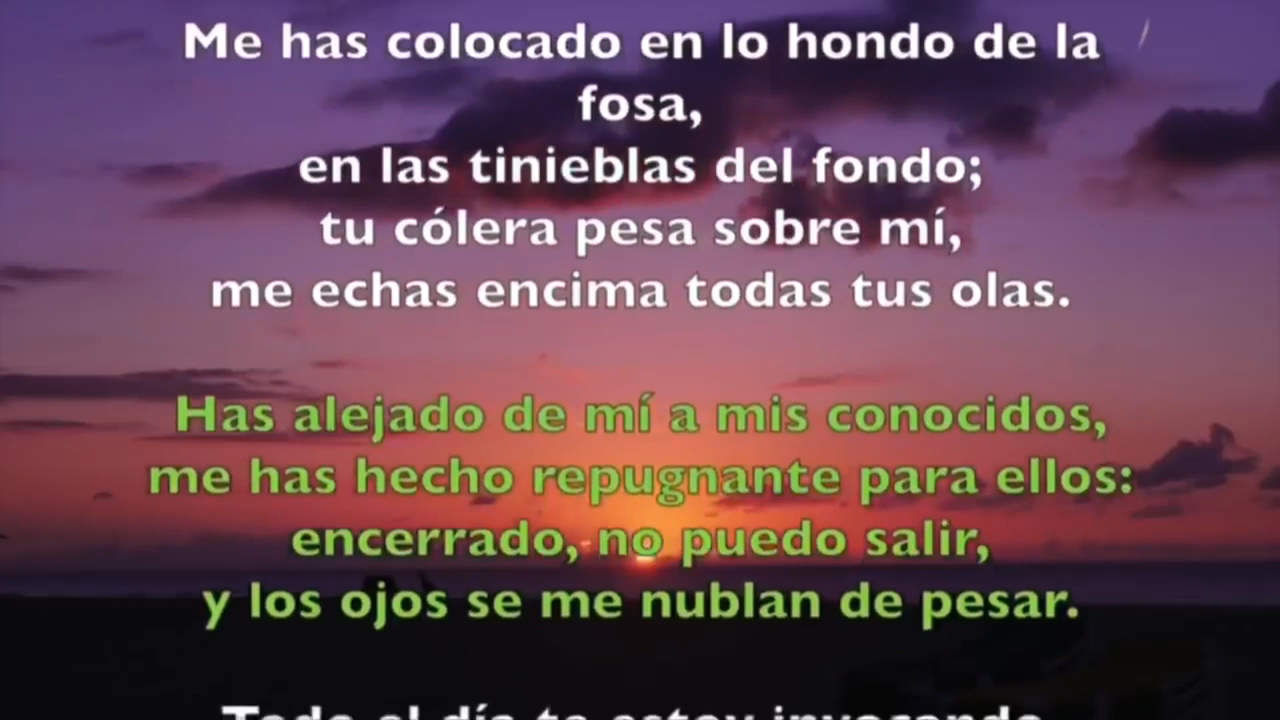 Me has colocado en lo hondo de la
fosa,
en las tinieblas del fondo;
tu cólera pesa sobre mí,
me echas encima todas tus olas.
Has alejado de mí a mis conocidos,
me has hecho repugnante para ellos:
encerrado, no puedo salir,
y los ojos se me nublan de pesar.
Todo el día te estoy invocando